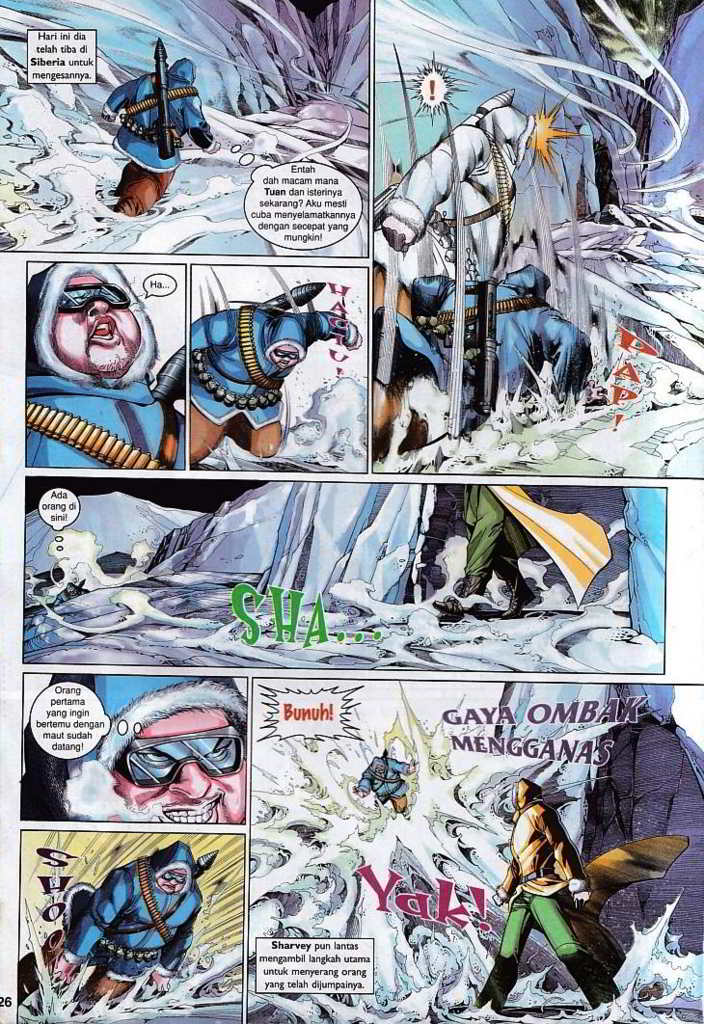 Hari ini dia
telah tiba di
Siberia untuk
mengesannya.
Entah
dah macam mana
Tuan dan isterinya
sekarang? Aku mesti
cuba menyelamatkannya
dengan secepat yang
mungkin!
!
PAP!
Ha...
HACHU!
Ada
orang di
sini!
SHA...
Orang
pertama
yang ingin
bertemu dengan
maut sudah
datang!
SHOO
Bunuh!
GAYA OMBAK
MENGGANAS
Yak!
Sharvey pun lantas
mengambil langkah utama
untuk menyerang orang
yang telah dijumpainya.
26